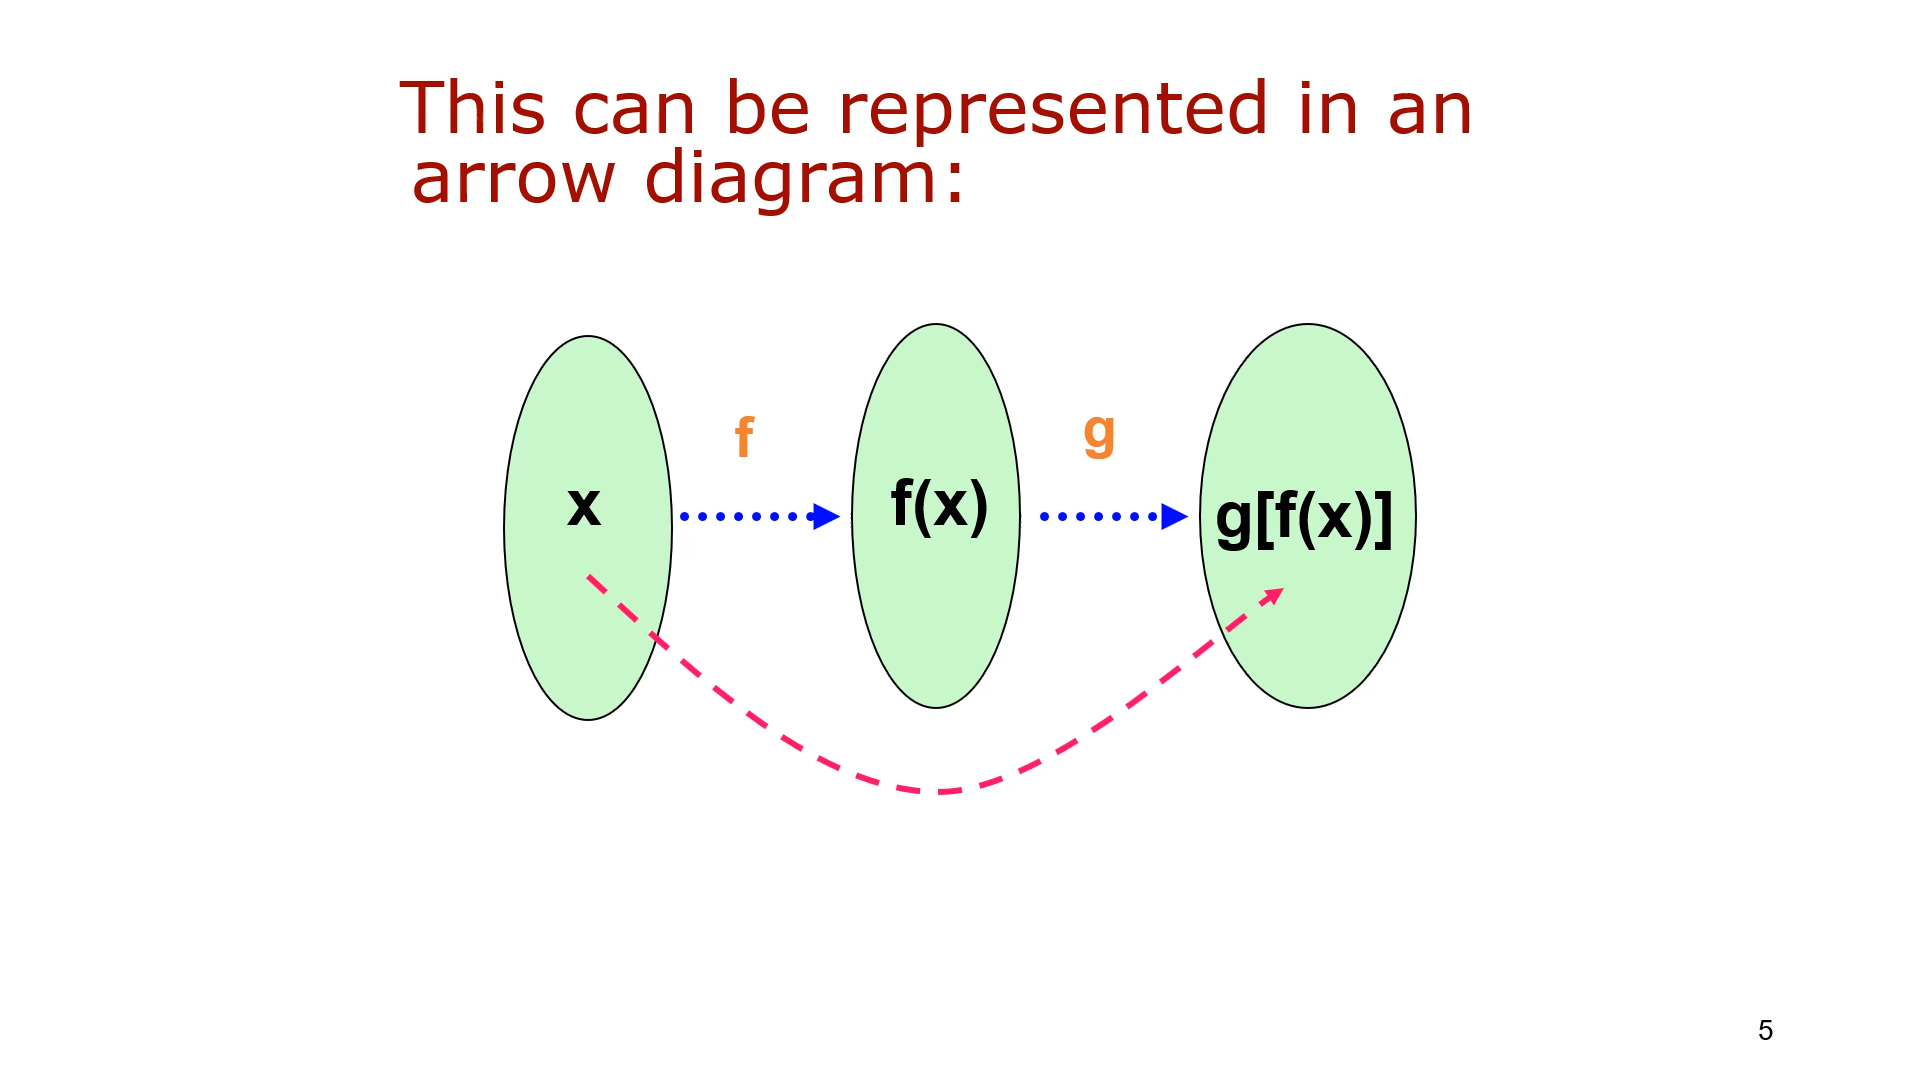 This can be represented in an
arrow diagram:
f
g
x
f(x)
g[f(x)]
5